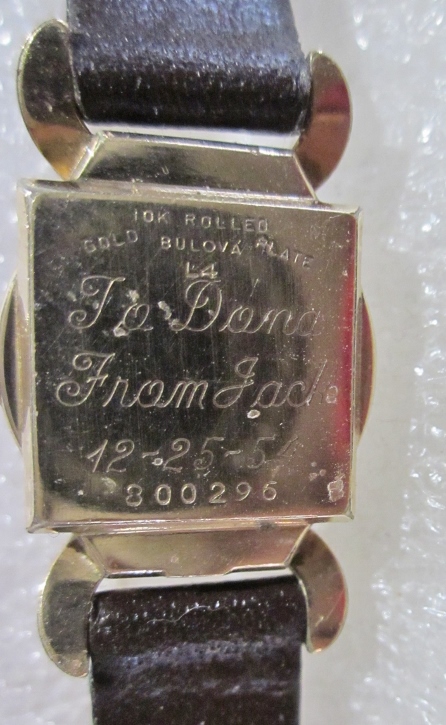 10K ROLLED
GOLD BULOVA PLATE
L4
To Dona
From Jack
12-25-54
800296